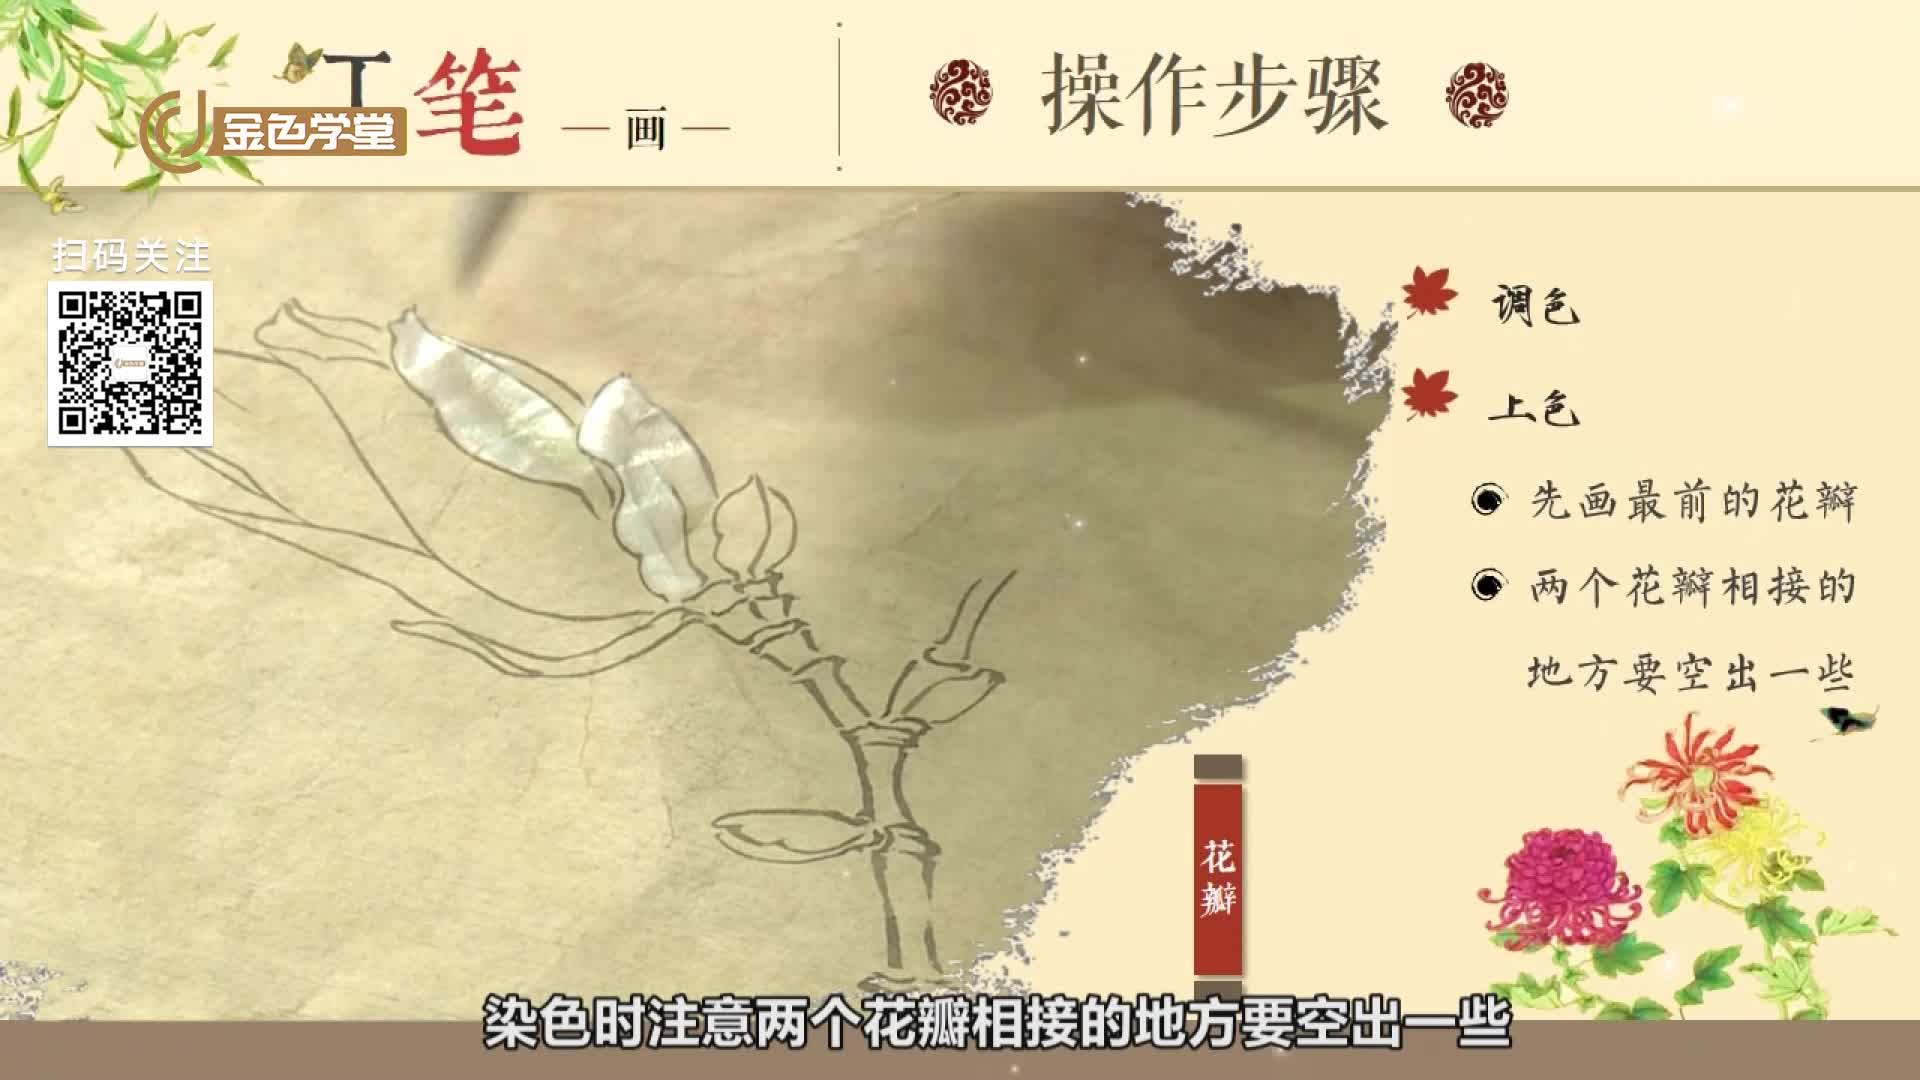 工笔
画
金色学堂
操作步骤
扫码关注
调色
上色
先画最前的花瓣
两个花瓣相接的
地方要空出一些
花瓣
染色时注意两个花瓣相接的地方要空出一些